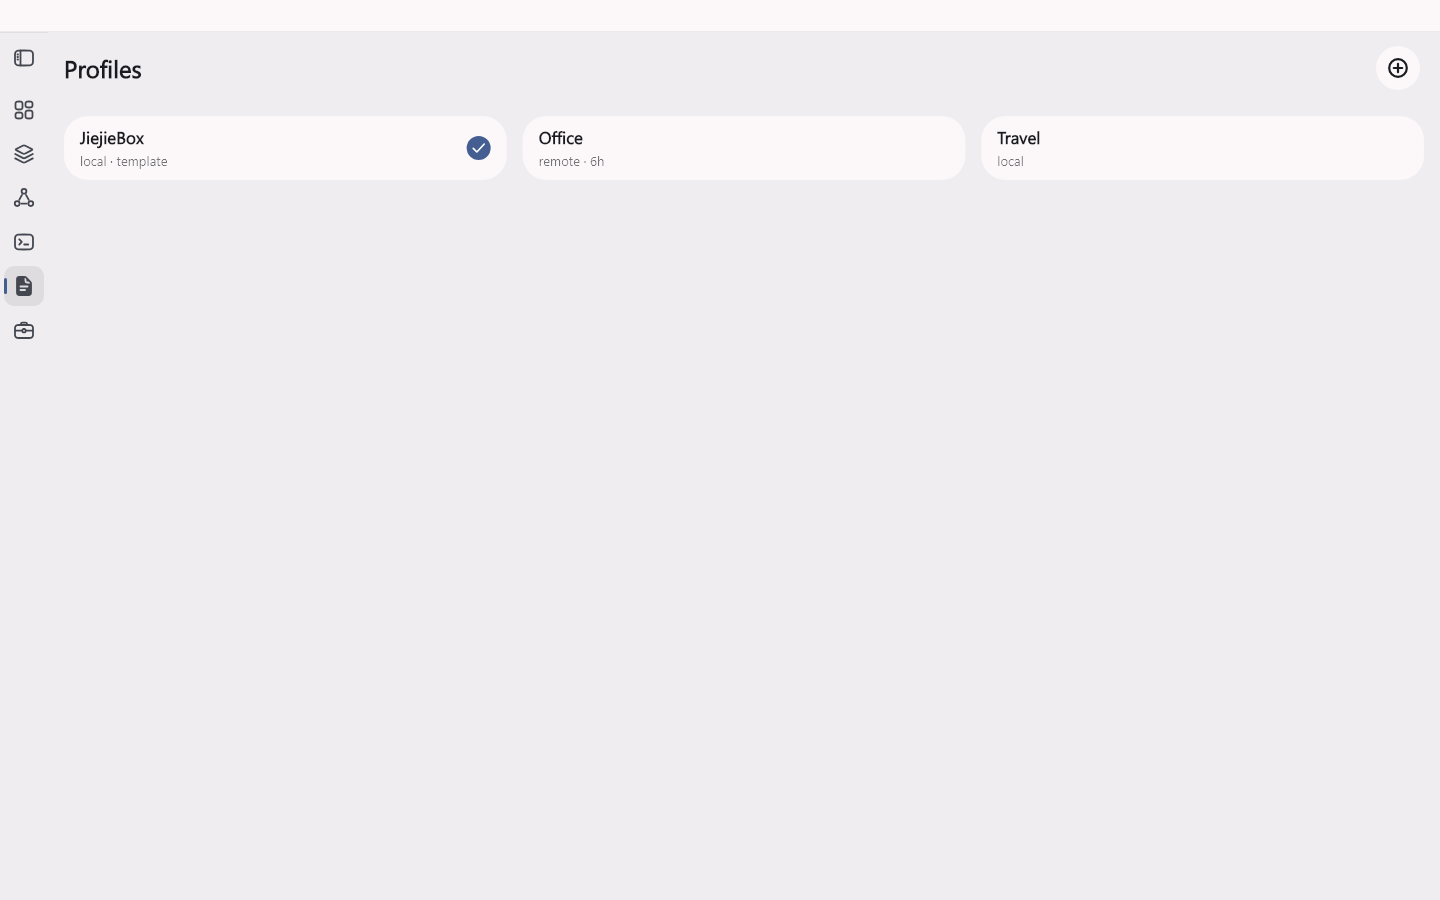 Profiles
JiejieBox
local · template
Office
remote · 6h
Travel
local